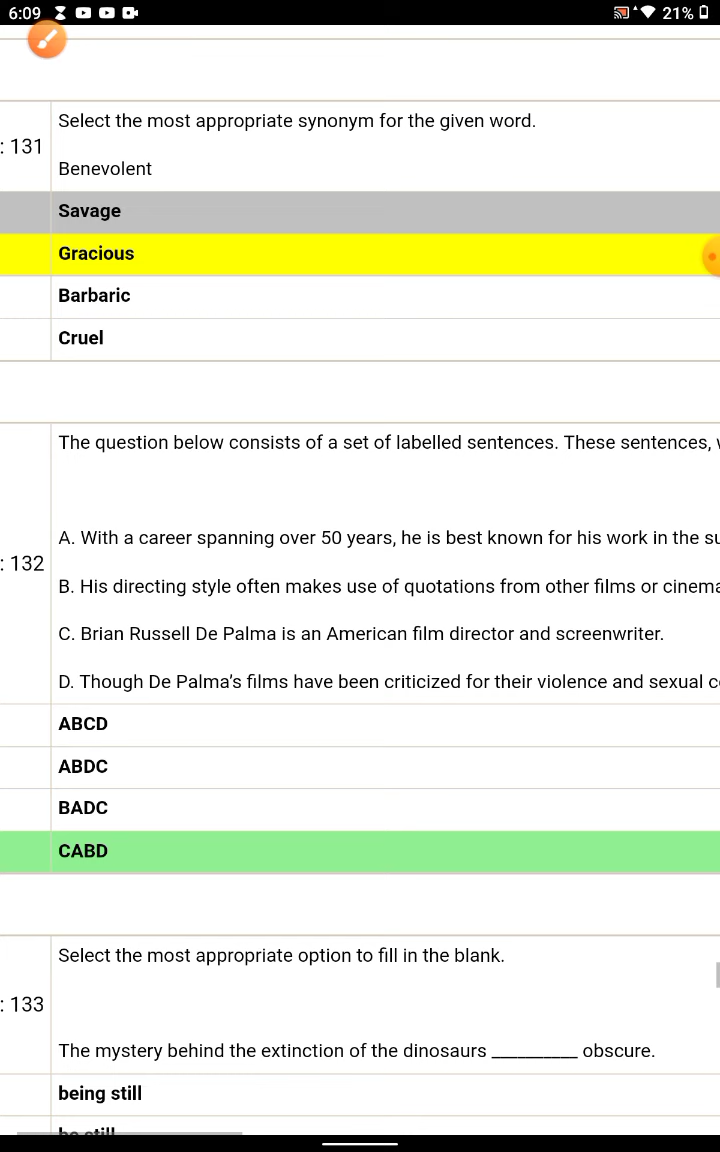 6:09 21%
Select the most appropriate synonym for the given word.
: 131
Benevolent
Savage
Gracious
Barbaric
Cruel
The question below consists of a set of labelled sentences. These sentences,
A. With a career spanning over 50 years, he is best known for his work in the
: 132
B. His directing style often makes use of quotations from other films or
C. Brian Russell De Palma is an American film director and screenwriter.
D. Though De Palma’s films have been criticized for their violence and sexual
ABCD
ABDC
BADC
CABD
Select the most appropriate option to fill in the blank.
: 133
The mystery behind the extinction of the dinosaurs __________ obscure.
being still
be still